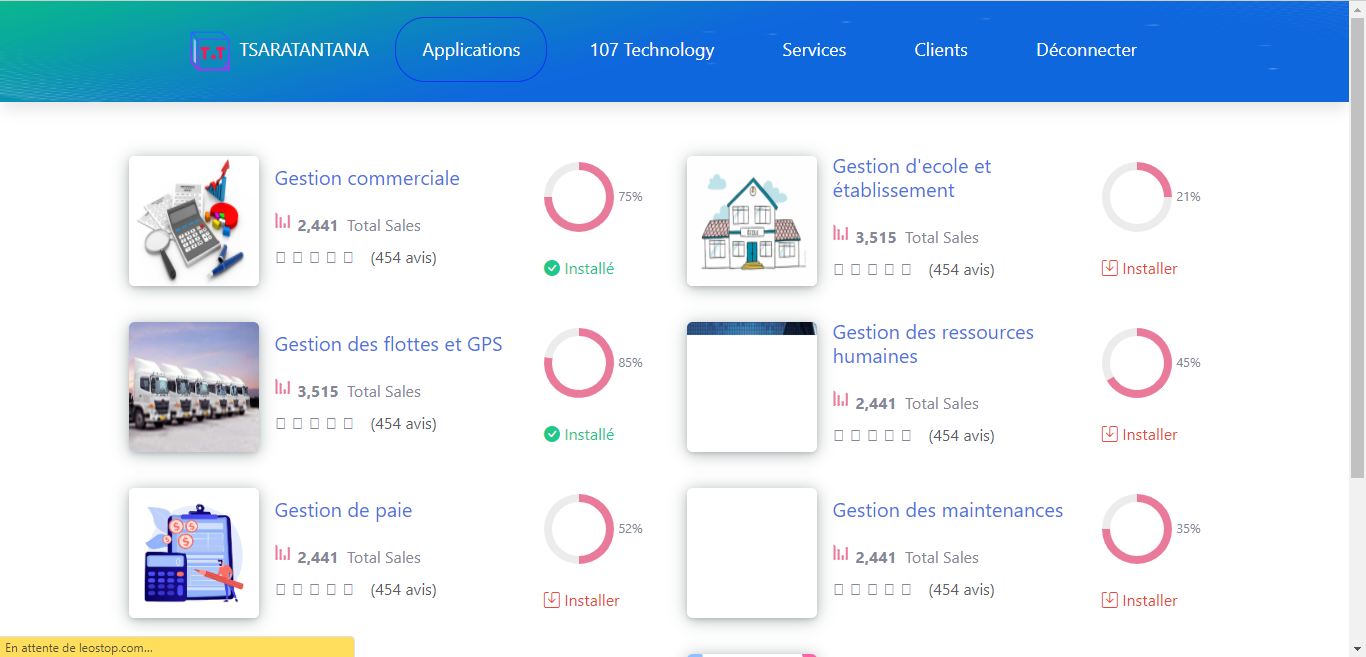 T.T TSARATANTANA Applications 107 Technology Services Clients Déconnecter
Gestion commerciale
2,441 Total Sales
(454 avis)
75%
Installé
Gestion d'ecole et
établissement
3,515 Total Sales
(454 avis)
21%
Installer
ECOLE
Gestion des flottes et GPS
3,515 Total Sales
(454 avis)
85%
Installé
Gestion des ressources
humaines
2,441 Total Sales
(454 avis)
45%
Installer
Gestion de paie
2,441 Total Sales
(454 avis)
52%
Installer
Gestion des maintenances
2,441 Total Sales
(454 avis)
35%
Installer
En attente de leostop.com...